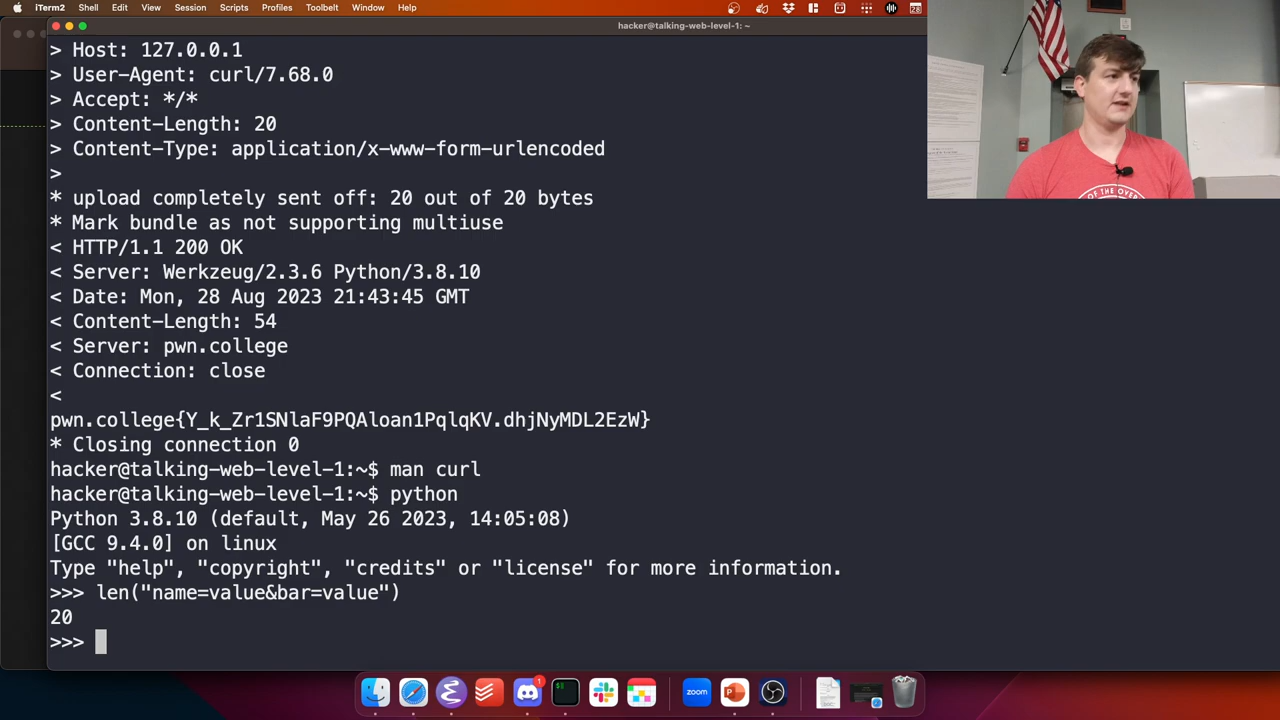 iTerm2 Shell Edit View Session Scripts Profiles Toolbelt Window Help
hacker@talking-web-level-1: ~
> Host: 127.0.0.1
> User-Agent: curl/7.68.0
> Accept: */*
> Content-Length: 20
> Content-Type: application/x-www-form-urlencoded
>
* upload completely sent off: 20 out of 20 bytes
* Mark bundle as not supporting multiuse
< HTTP/1.1 200 OK
< Server: Werkzeug/2.3.6 Python/3.8.10
< Date: Mon, 28 Aug 2023 21:43:45 GMT
< Content-Length: 54
< Server: pwn.college
< Connection: close
<
pwn.college{Y_k_Zr1SNlaF9PQAloan1PqlqKV.dhjNyMDL2EzW}
* Closing connection 0
hacker@talking-web-level-1:~$ man curl
hacker@talking-web-level-1:~$ python
Python 3.8.10 (default, May 26 2023, 14:05:08)
[GCC 9.4.0] on linux
Type "help", "copyright", "credits" or "license" for more information.
>>> len("name=value&bar=value")
20
>>>
OF THE OVER
zoom